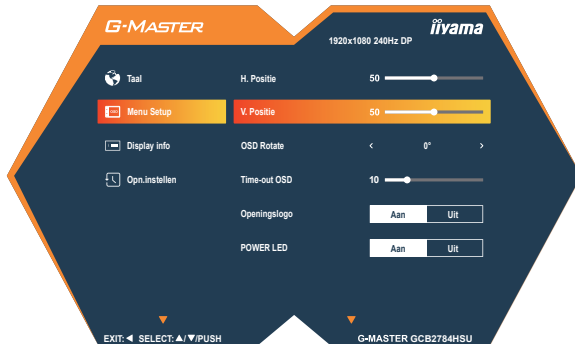 G-MASTER
iiyama
1920x1080 240Hz DP
Taal
H. Positie
50
Menu Setup
V. Positie
50
Display info
OSD Rotate
0°
Opn.instellen
Time-out OSD
10
Openingslogo
Aan
Uit
POWER LED
Aan
Uit
EXIT: ◀ SELECT: ▲/▼/PUSH
G-MASTER GCB2784HSU